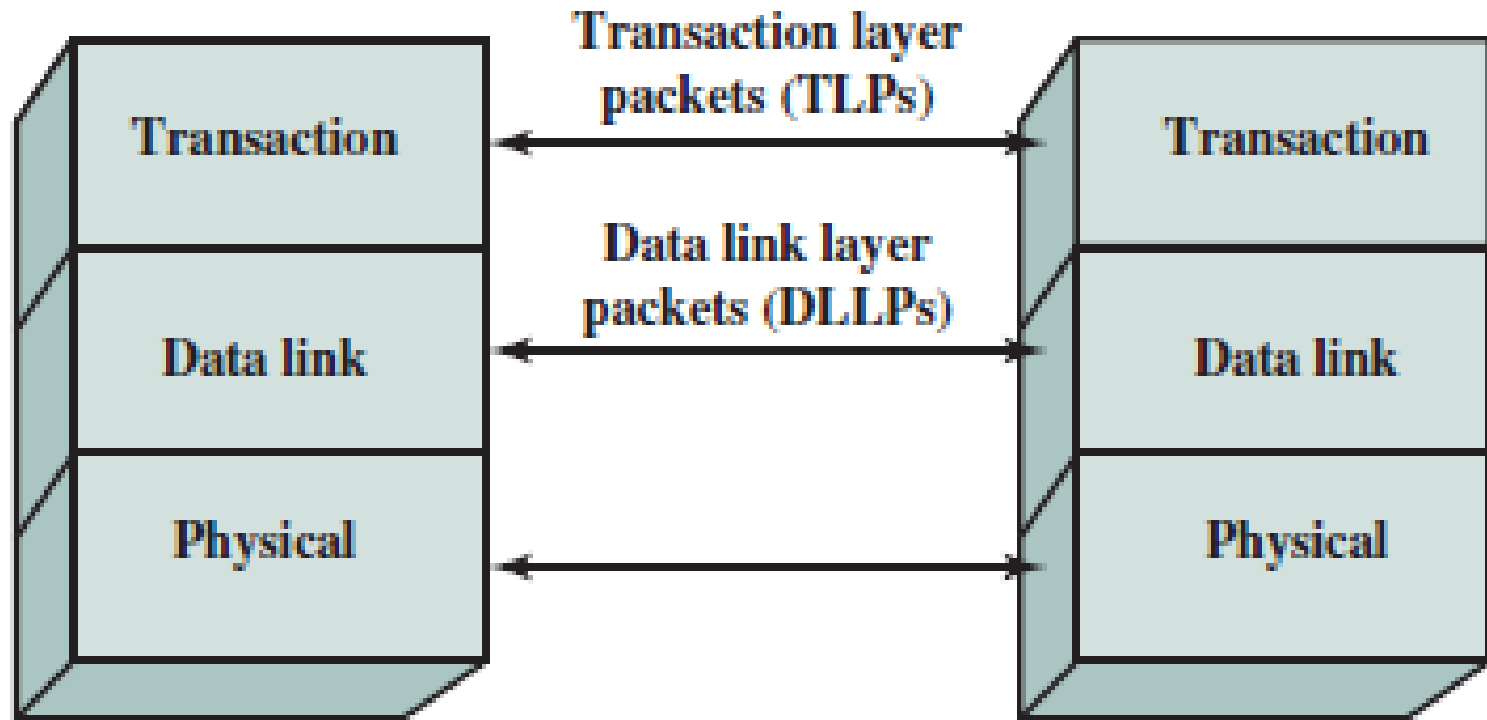 Transaction layer
packets (TLPs)
Transaction
Transaction
Data link layer
packets (DLLPs)
Data link
Data link
Physical
Physical